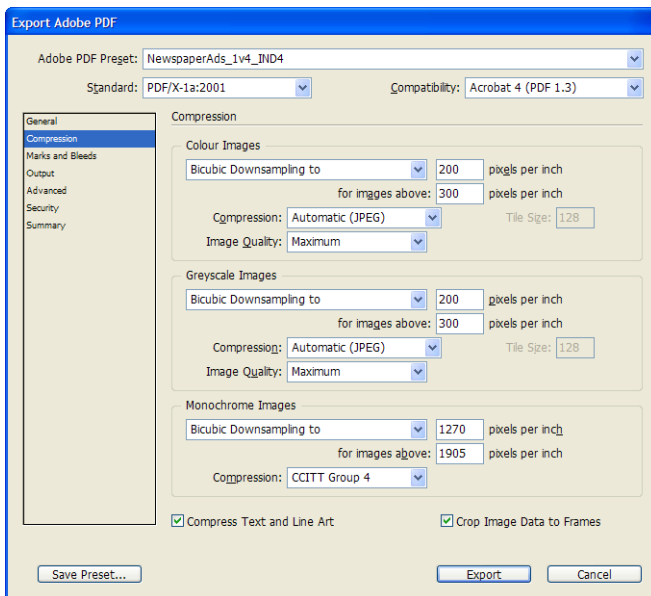 Export Adobe PDF
Adobe PDF Preset: NewspaperAds_1v4_IND4
Standard: PDF/X-1a:2001 Compatibility: Acrobat 4 (PDF 1.3)
General
Compression
Marks and Bleeds
Output
Advanced
Security
Summary
Compression
Colour Images
Bicubic Downsampling to 200 pixels per inch
for images above: 300 pixels per inch
Compression: Automatic (JPEG) Tile Size: 128
Image Quality: Maximum
Greyscale Images
Bicubic Downsampling to 200 pixels per inch
for images above: 300 pixels per inch
Compression: Automatic (JPEG) Tile Size: 128
Image Quality: Maximum
Monochrome Images
Bicubic Downsampling to 1270 pixels per inch
for images above: 1905 pixels per inch
Compression: CCITT Group 4
Compress Text and Line Art Crop Image Data to Frames
Save Preset... Export Cancel